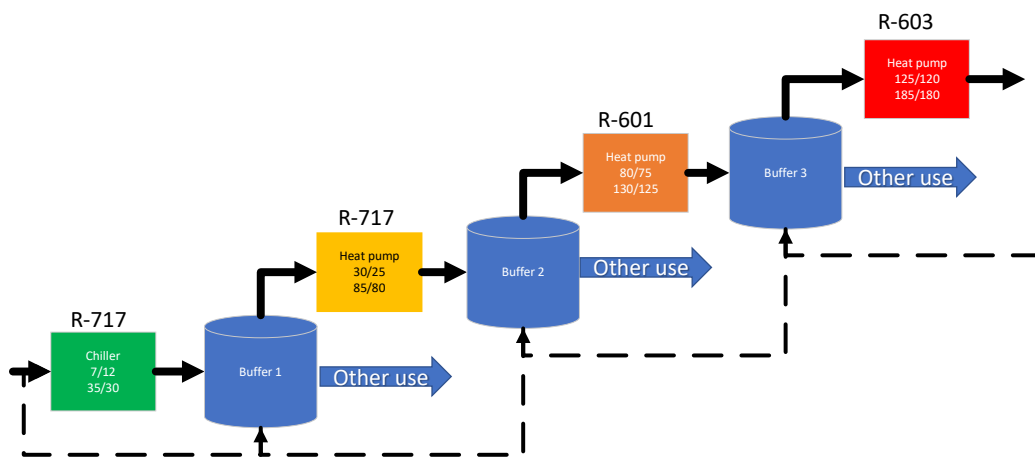 R-603
Heat pump
125/120
185/180
R-601
Heat pump
80/75
130/125
Buffer 3
Other use
R-717
Heat pump
30/25
85/80
Buffer 2
Other use
R-717
Chiller
7/12
35/30
Buffer 1
Other use